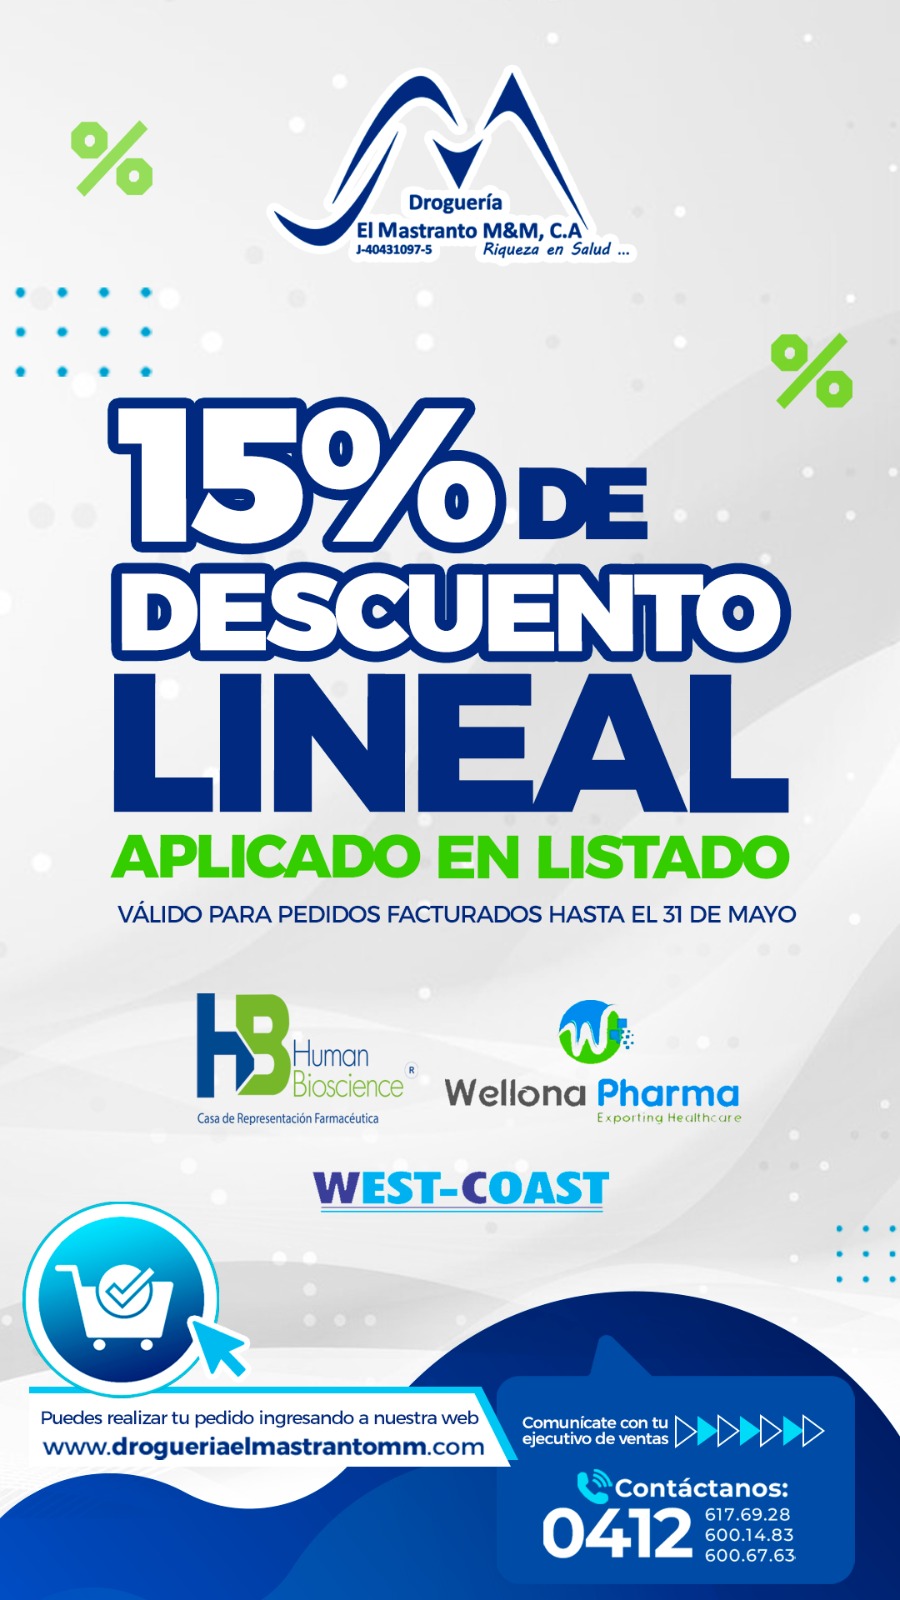 %
Droguería
El Mastranto M&M, C.A
J-40431097-5
Riqueza en Salud ...
%
15% DE
DESCUENTO
LINEAL
APLICADO EN LISTADO
VÁLIDO PARA PEDIDOS FACTURADOS HASTA EL 31 DE MAYO
hB Human
Bioscience ®
Casa de Representación Farmacéutica
W
Wellona Pharma
Exporting Healthcare
WEST-COAST
Puedes realizar tu pedido ingresando a nuestra web
www.drogueriaelmastrantomm.com
Comunícate con tu
ejecutivo de ventas
Contáctanos:
0412
617.69.28
600.14.83
600.67.63